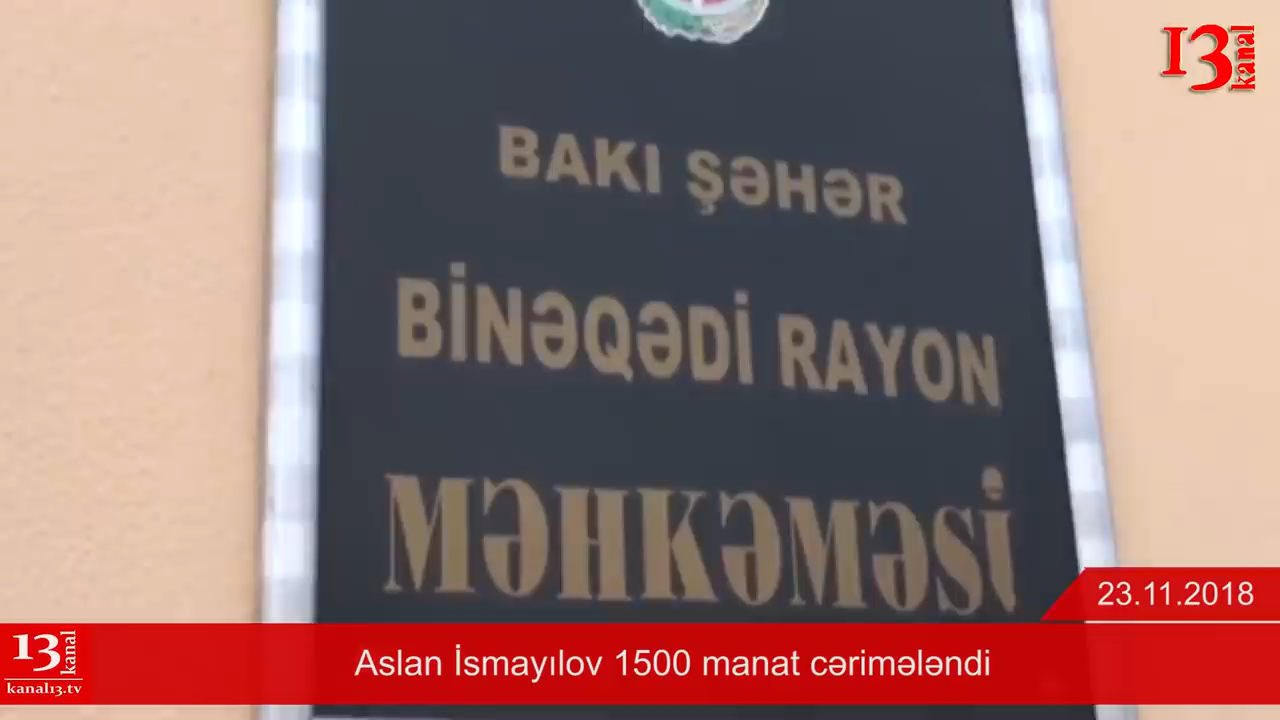 13 kanal
BAKI ŞƏHƏR
BİNƏQƏDİ RAYON
MƏHKƏMƏSİ
23.11.2018
13 kanal
kanal13.tv
Aslan İsmayılov 1500 manat cərimələndi